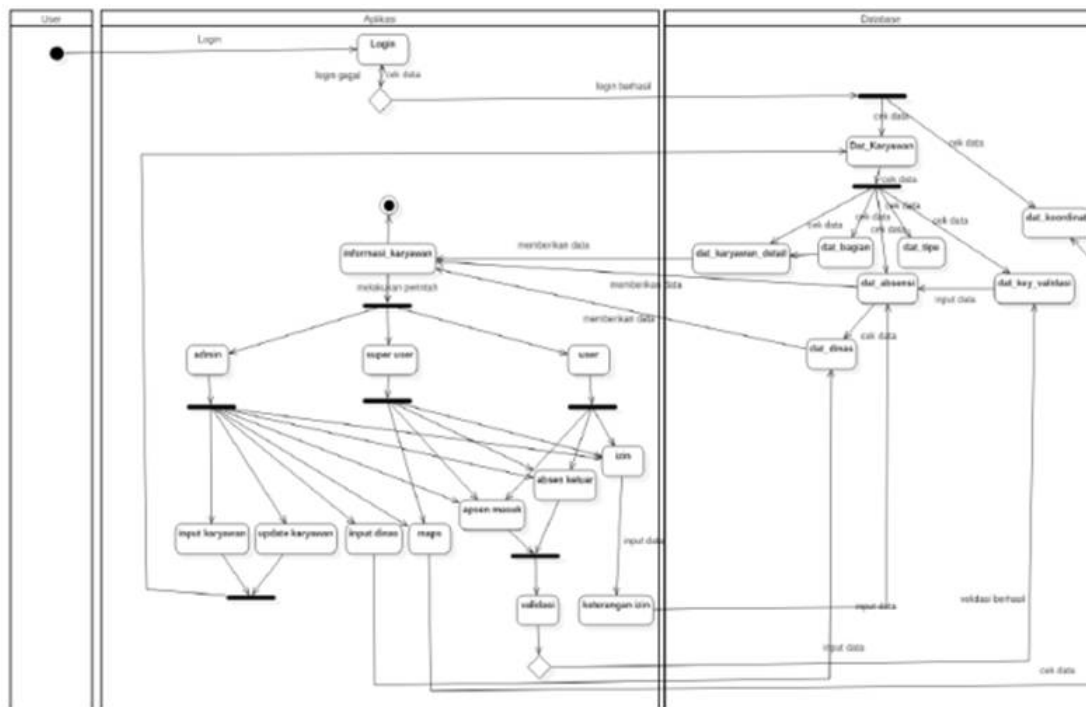 User
Aplikasi
Database
Login
Login
login gagal
cek data
login berhasil
cek data
cek data
Dat_Karyawan
cek data
dat_koordinat
cek data
cek data
cek data
cek data
cek data
informasi_karyawan
memberikan data
dat_karyawan_detail
dat_bagian
dat_tipe
melakukan perintah
memberikan data
dat_absensi
input data
dat_key_validasi
memberikan data
cek data
admin
super user
user
dat_dinas
izin
absen keluar
apsen masuk
input karyawan
update karyawan
input dinas
maps
input data
validasi
keterangan izin
input data
validasi berhasil
input data
cek data